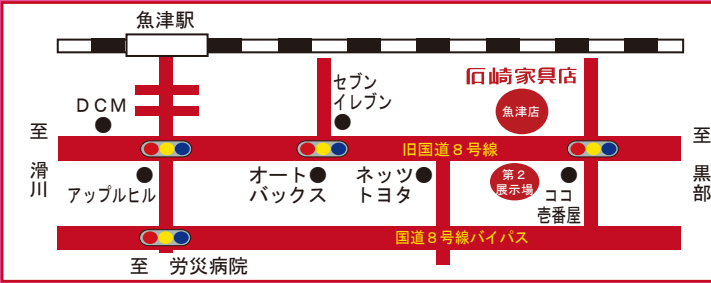 魚津駅
セブン
イレブン
石崎家具店
DCM
魚津店
至
滑川
旧国道8号線
至
黒部
アップルヒル
オート
バックス
ネッツ
トヨタ
第2
展示場
ココ
壱番屋
国道8号線バイパス
至 労災病院